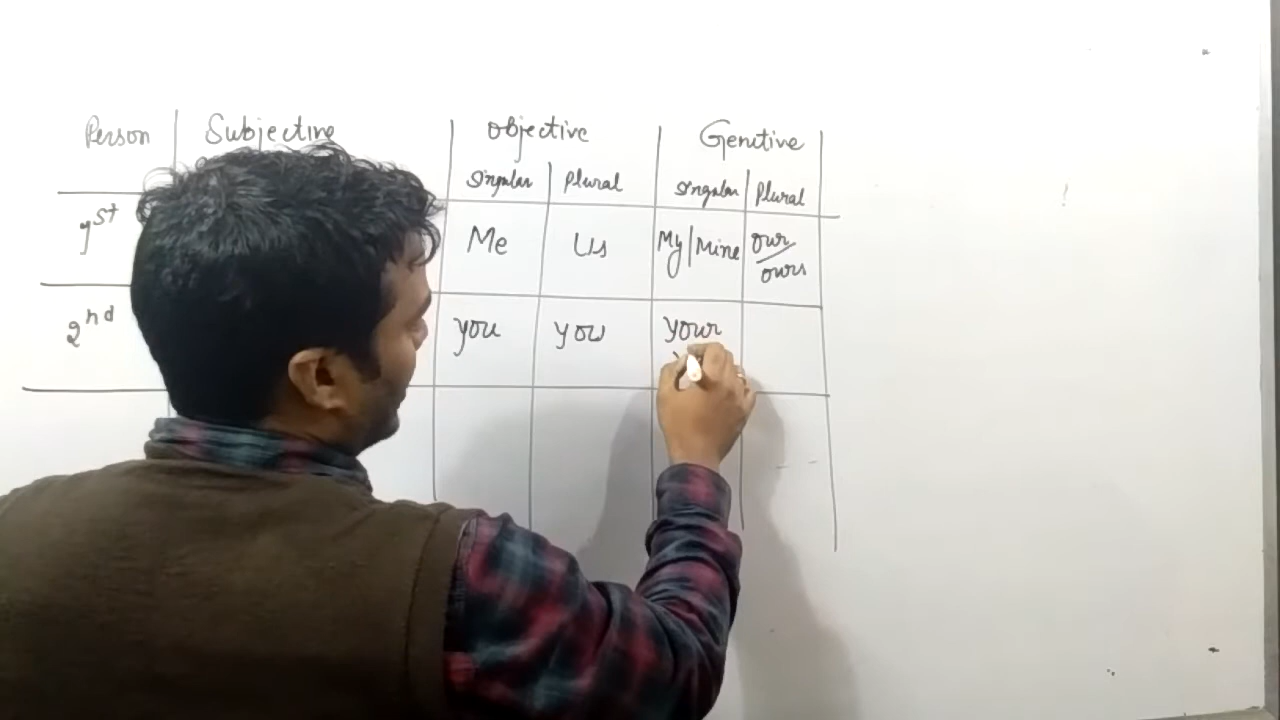 Person Subjective Objective Genitive
Singular Plural Singular Plural
1st Me Us My/Mine our/
ours
2nd you you your